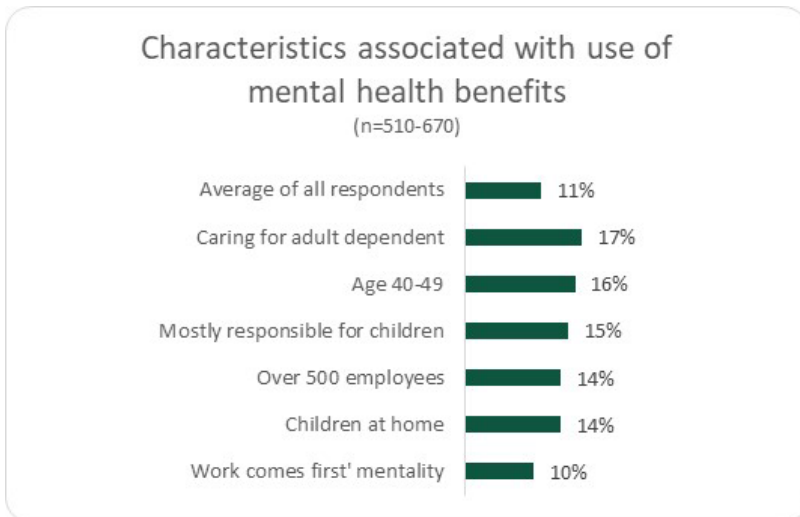 Characteristics associated with use of
mental health benefits
(n=510-670)
Average of all respondents 11%
Caring for adult dependent 17%
Age 40-49 16%
Mostly responsible for children 15%
Over 500 employees 14%
Children at home 14%
Work comes first' mentality 10%